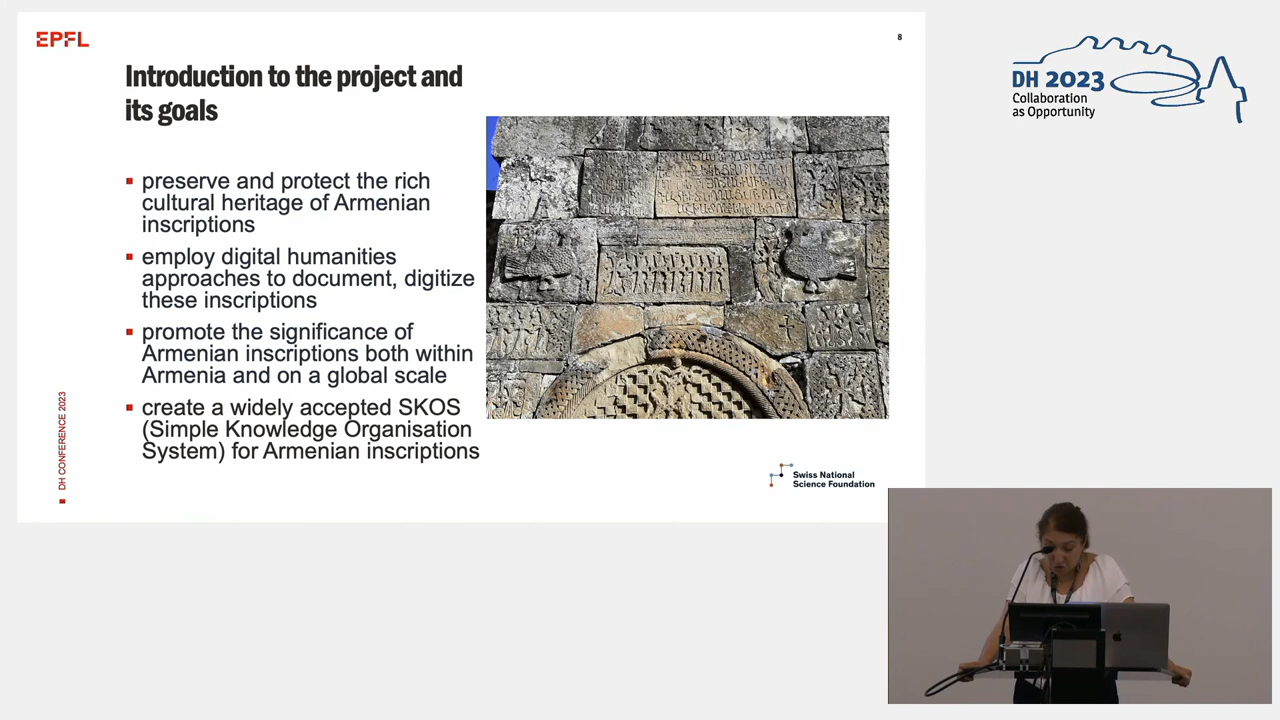 EPFL
8
Introduction to the project and
its goals
preserve and protect the rich
cultural heritage of Armenian
inscriptions
employ digital humanities
approaches to document, digitize
these inscriptions
promote the significance of
Armenian inscriptions both within
Armenia and on a global scale
create a widely accepted SKOS
(Simple Knowledge Organisation
System) for Armenian inscriptions
DH CONFERENCE 2023
Swiss National
Science Foundation
DH 2023
Collaboration
as Opportunity